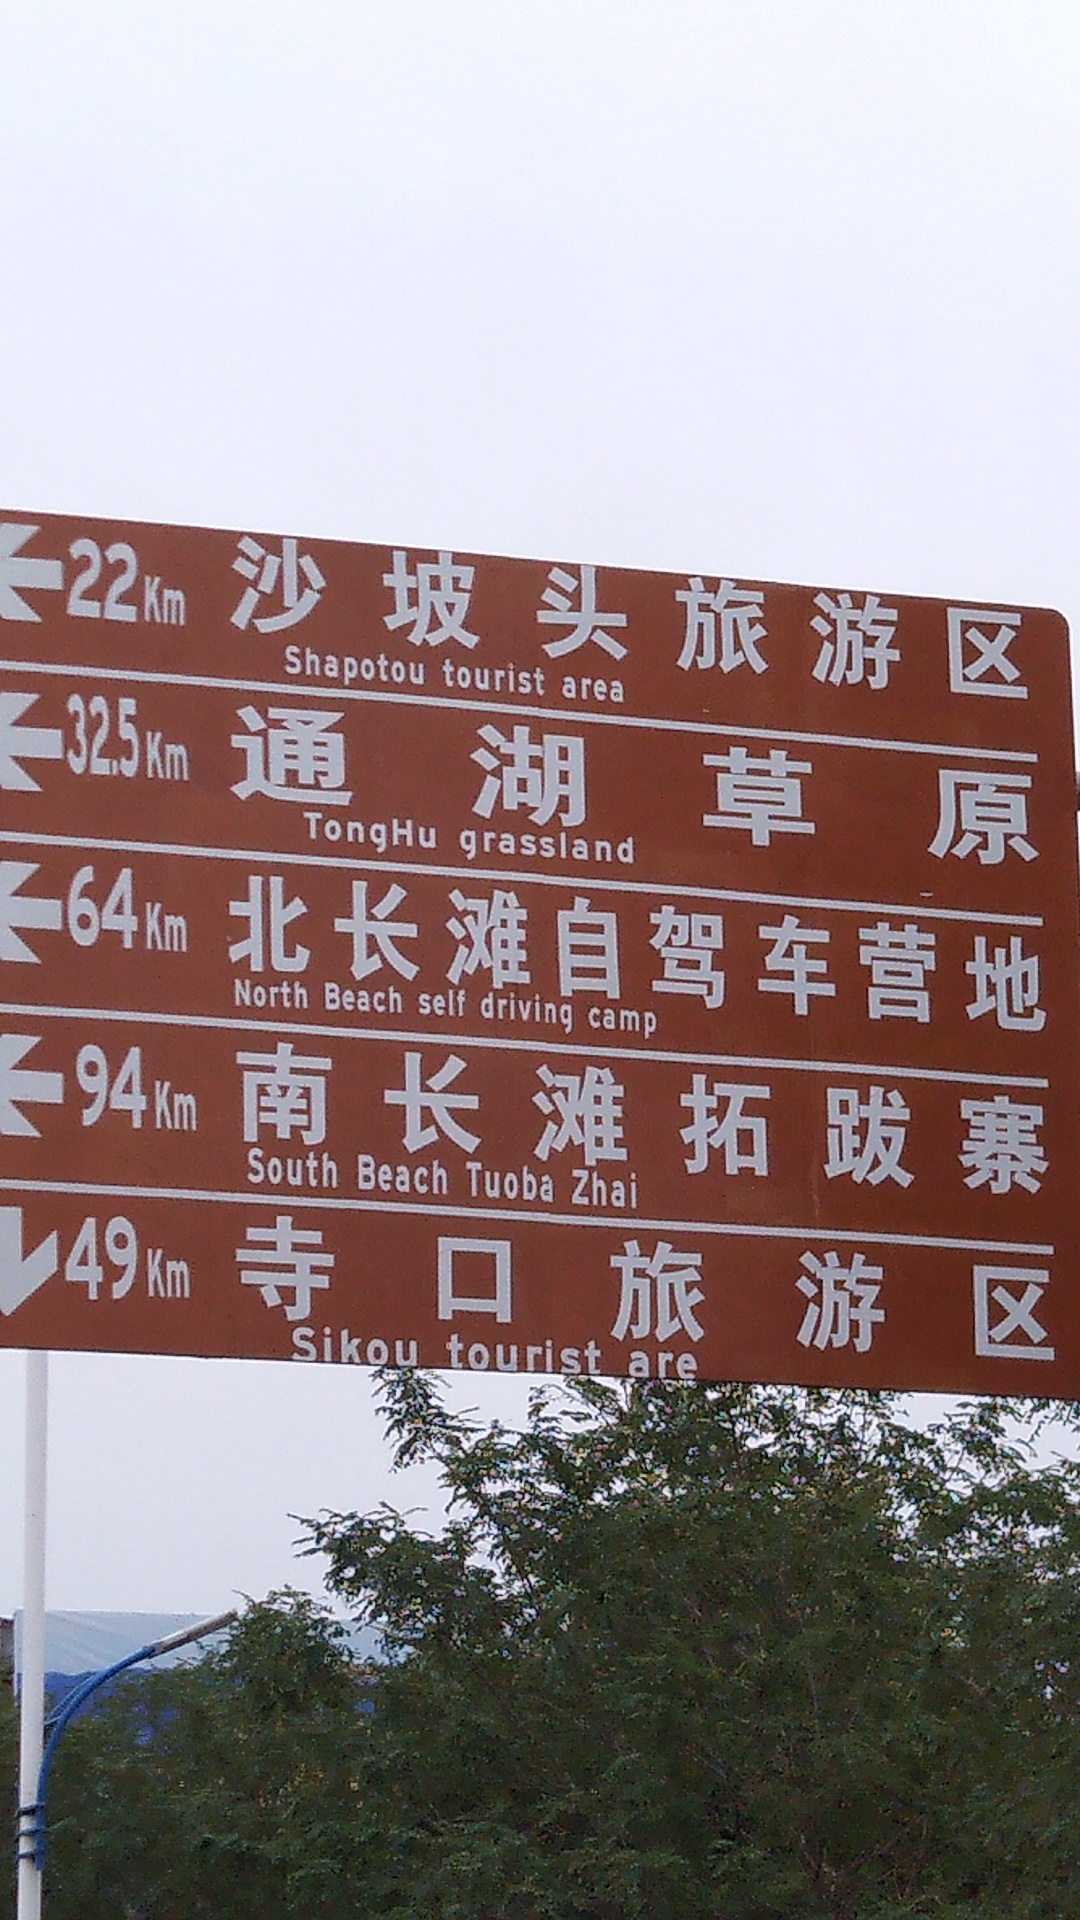 22Km 沙坡头旅游区
Shapotou tourist area
32.5Km 通湖草原
TongHu grassland
64Km 北长滩自驾车营地
North Beach self driving camp
94Km 南长滩拓跋寨
South Beach Tuoba Zhai
49Km 寺口旅游区
Sikou tourist are